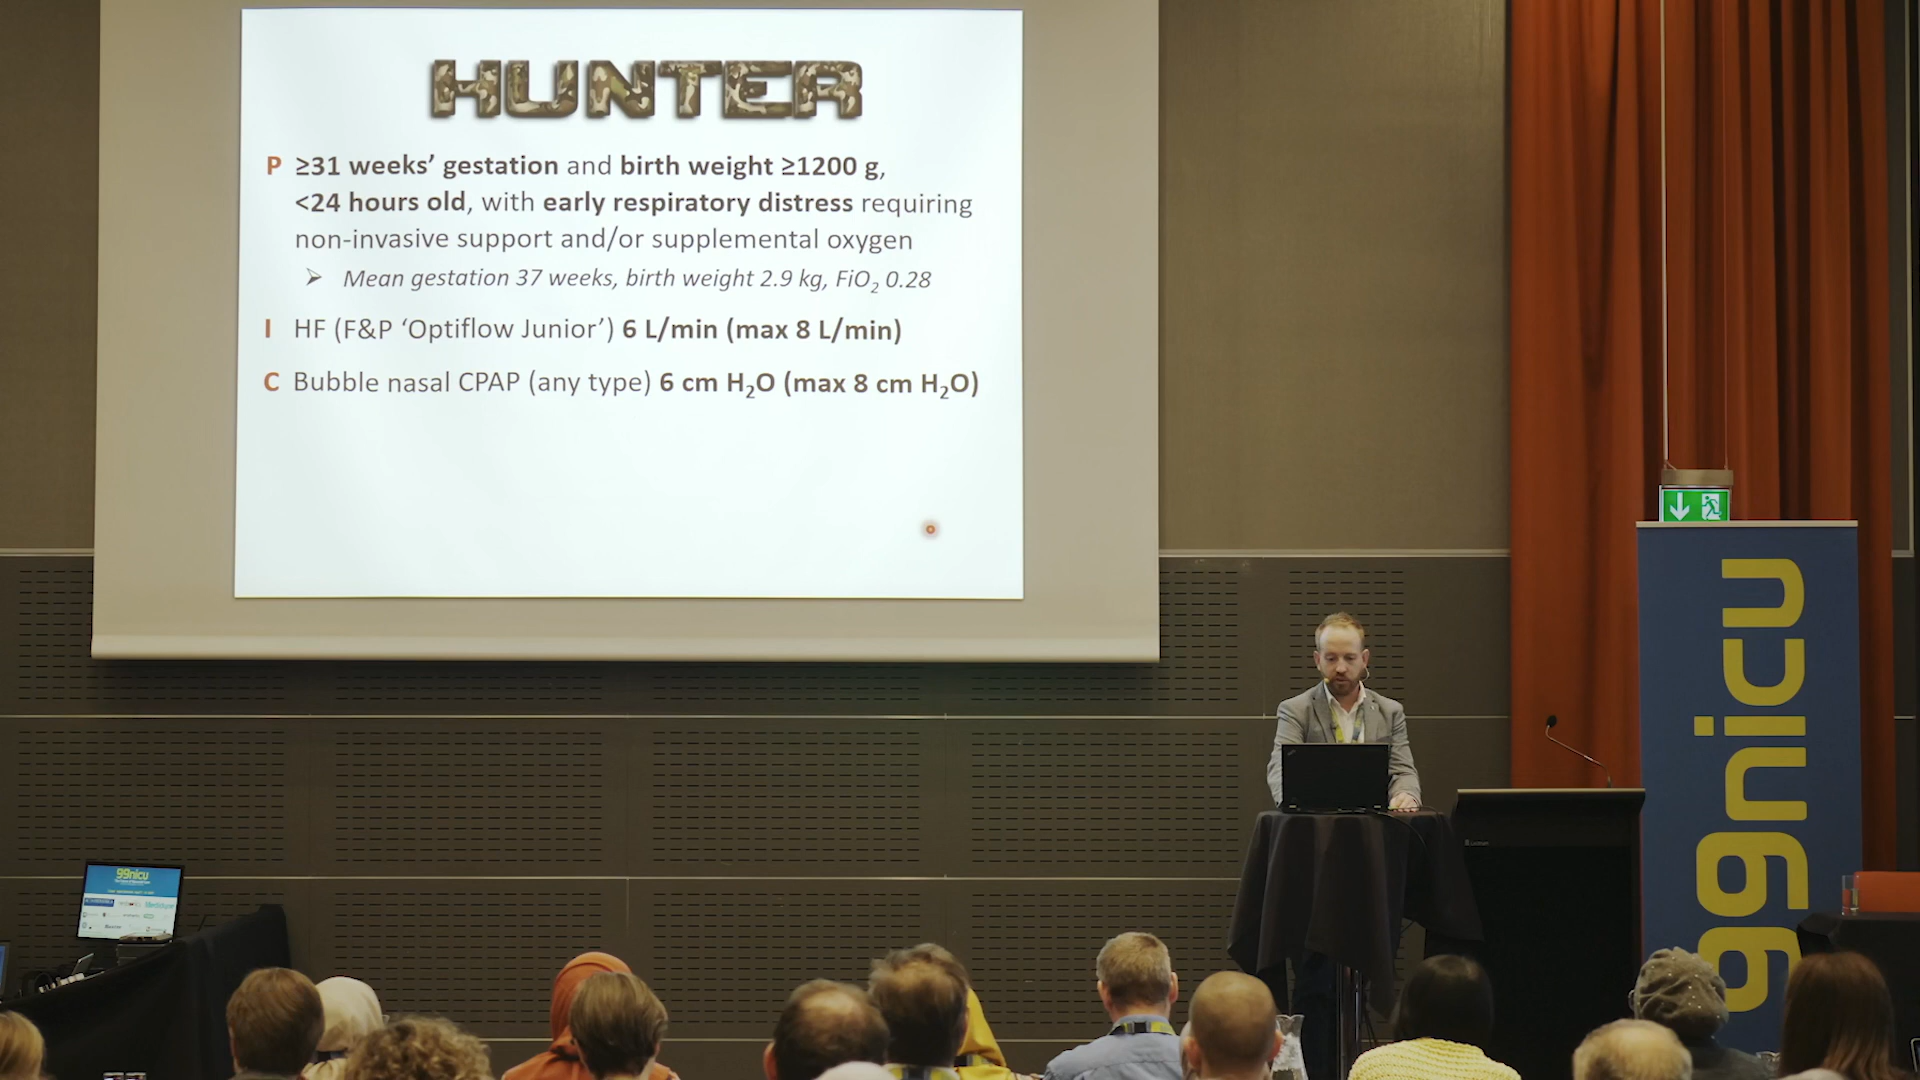 HUNTER
P ≥31 weeks’ gestation and birth weight ≥1200 g,
<24 hours old, with early respiratory distress requiring
non-invasive support and/or supplemental oxygen
➢ Mean gestation 37 weeks, birth weight 2.9 kg, FiO₂ 0.28
I HF (F&P ‘Optiflow Junior’) 6 L/min (max 8 L/min)
C Bubble nasal CPAP (any type) 6 cm H₂O (max 8 cm H₂O)
99nicu
99nicu